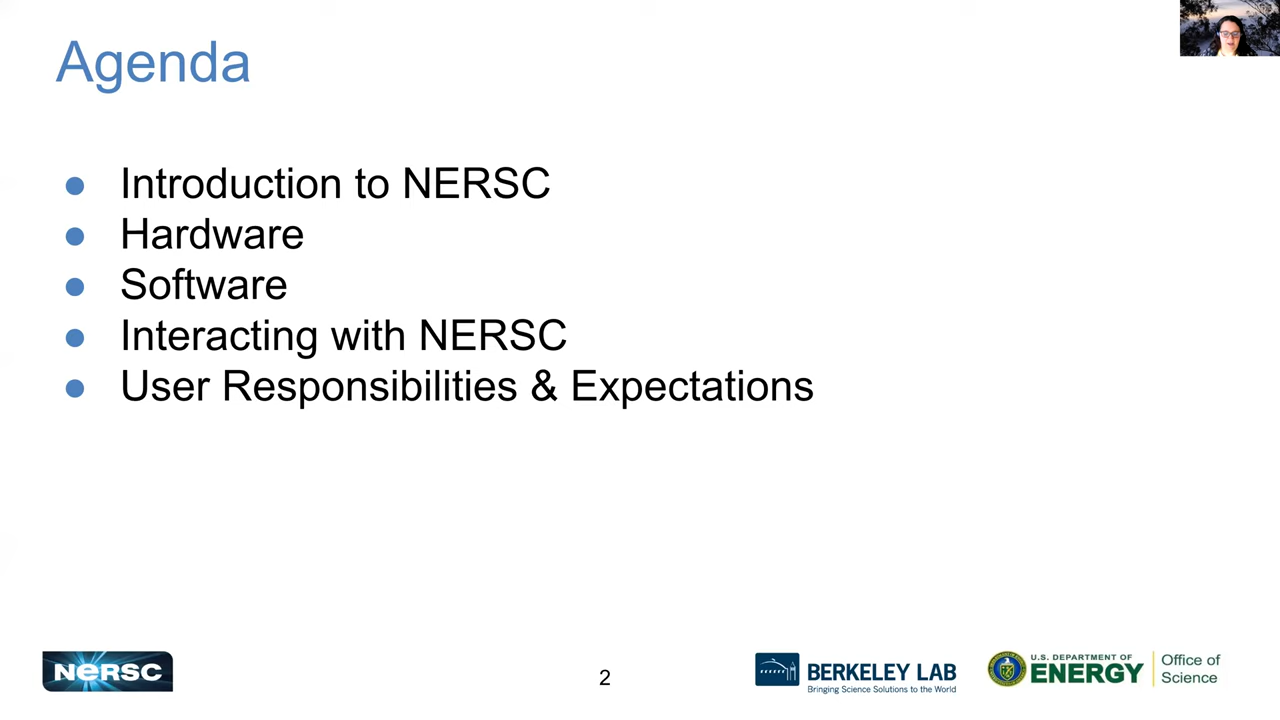 Agenda
● Introduction to NERSC
● Hardware
● Software
● Interacting with NERSC
● User Responsibilities & Expectations
NERSC
2
BERKELEY LAB
Bringing Science Solutions to the World
U.S. DEPARTMENT OF
ENERGY
Office of
Science